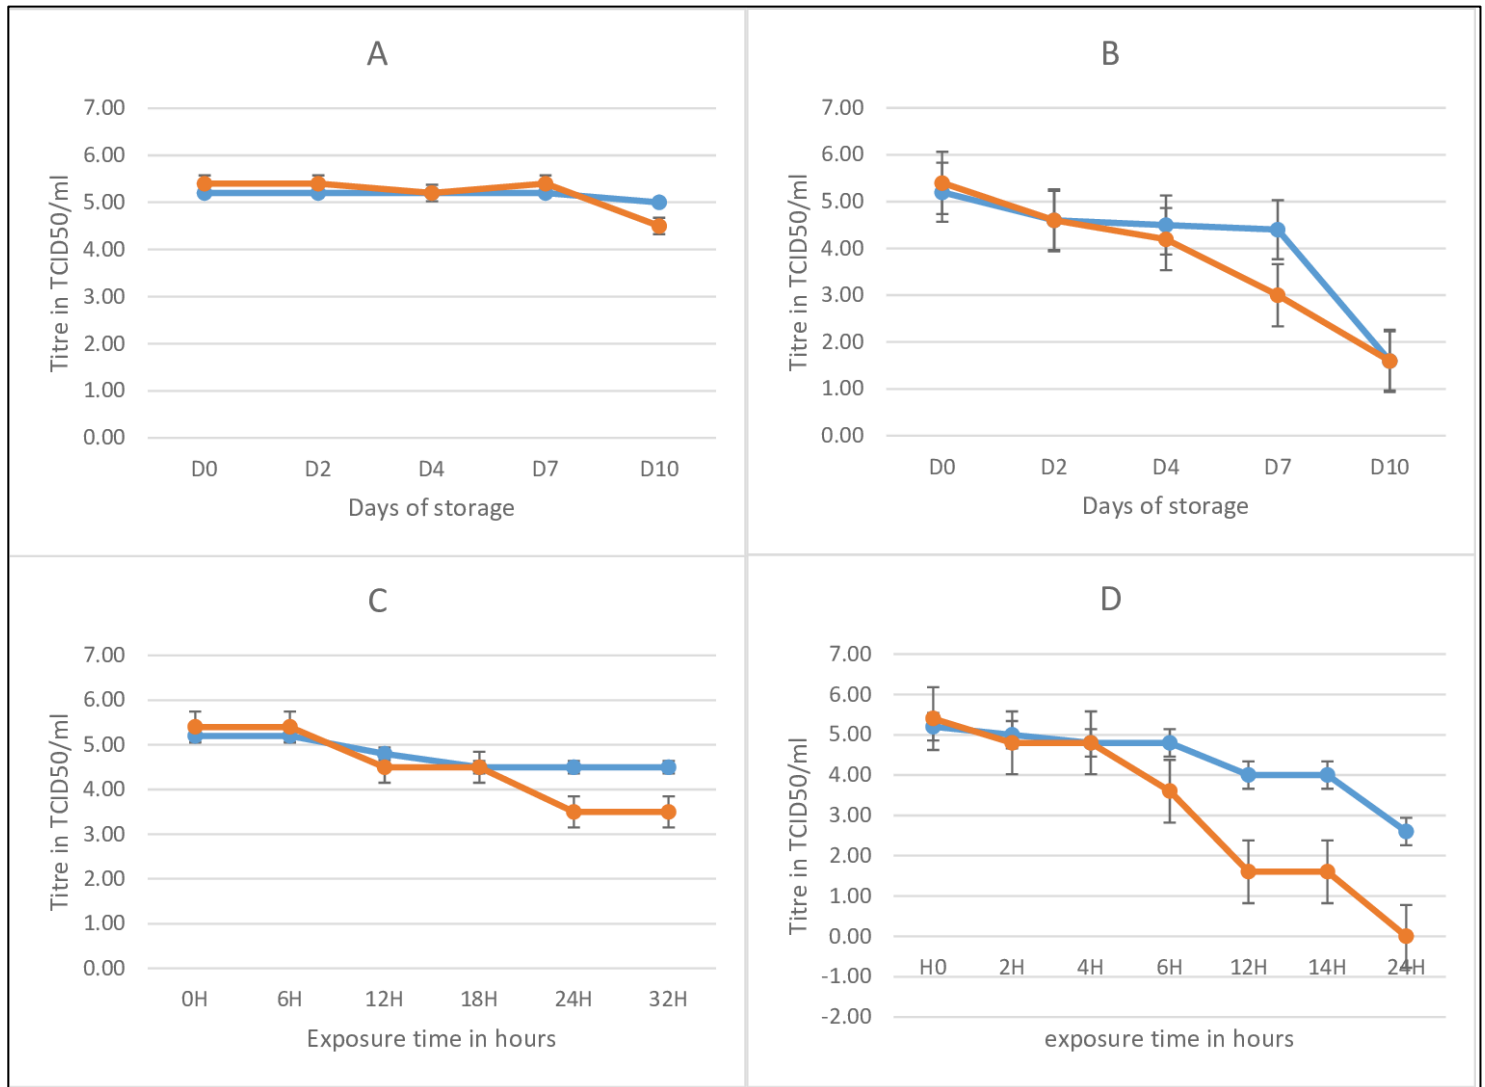 A
7.00
6.00
5.00
4.00
3.00
2.00
1.00
0.00
Titre in TCID50/ml
D0 D2 D4 D7 D10
Days of storage
B
7.00
6.00
5.00
4.00
3.00
2.00
1.00
0.00
Titre in TCID50/ml
D0 D2 D4 D7 D10
Days of storage
C
7.00
6.00
5.00
4.00
3.00
2.00
1.00
0.00
Titre in TCID50/ml
0H 6H 12H 18H 24H 32H
Exposure time in hours
D
7.00
6.00
5.00
4.00
3.00
2.00
1.00
0.00
-1.00
-2.00
Titre in TCID50/ml
H0 2H 4H 6H 12H 14H 24H
exposure time in hours